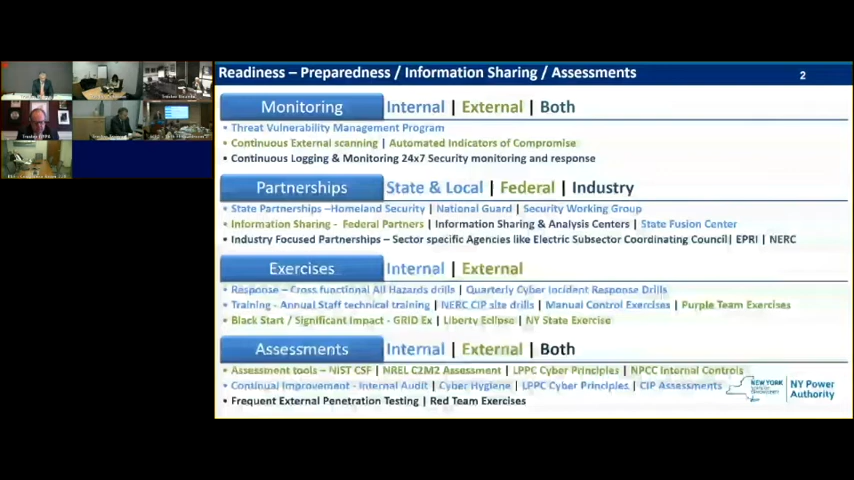 Readiness – Preparedness / Information Sharing / Assessments 2
Monitoring Internal | External | Both
• Threat Vulnerability Management Program
• Continuous External scanning | Automated Indicators of Compromise
• Continuous Logging & Monitoring 24x7 Security monitoring and response
Partnerships State & Local | Federal | Industry
• State Partnerships –Homeland Security | National Guard | Security Working Group
• Information Sharing - Federal Partners | Information Sharing & Analysis Centers | State Fusion Center
• Industry Focused Partnerships – Sector specific Agencies like Electric Subsector Coordinating Council| EPRI | NERC
Exercises Internal | External
• Response – Cross functional All Hazards drills | Quarterly Cyber Incident Response Drills
• Training - Annual Staff technical training | NERC CIP site drills | Manual Control Exercises | Purple Team Exercises
• Black Start / Significant Impact - GRID Ex | Liberty Eclipse | NY State Exercise
Assessments Internal | External | Both
• Assessment tools – NIST CSF | NREL C2M2 Assessment | LPPC Cyber Principles | NPCC Internal Controls
• Continual Improvement - Internal Audit | Cyber Hygiene | LPPC Cyber Principles | CIP Assessments
• Frequent External Penetration Testing | Red Team Exercises
NEW YORK
NY Power
Authority